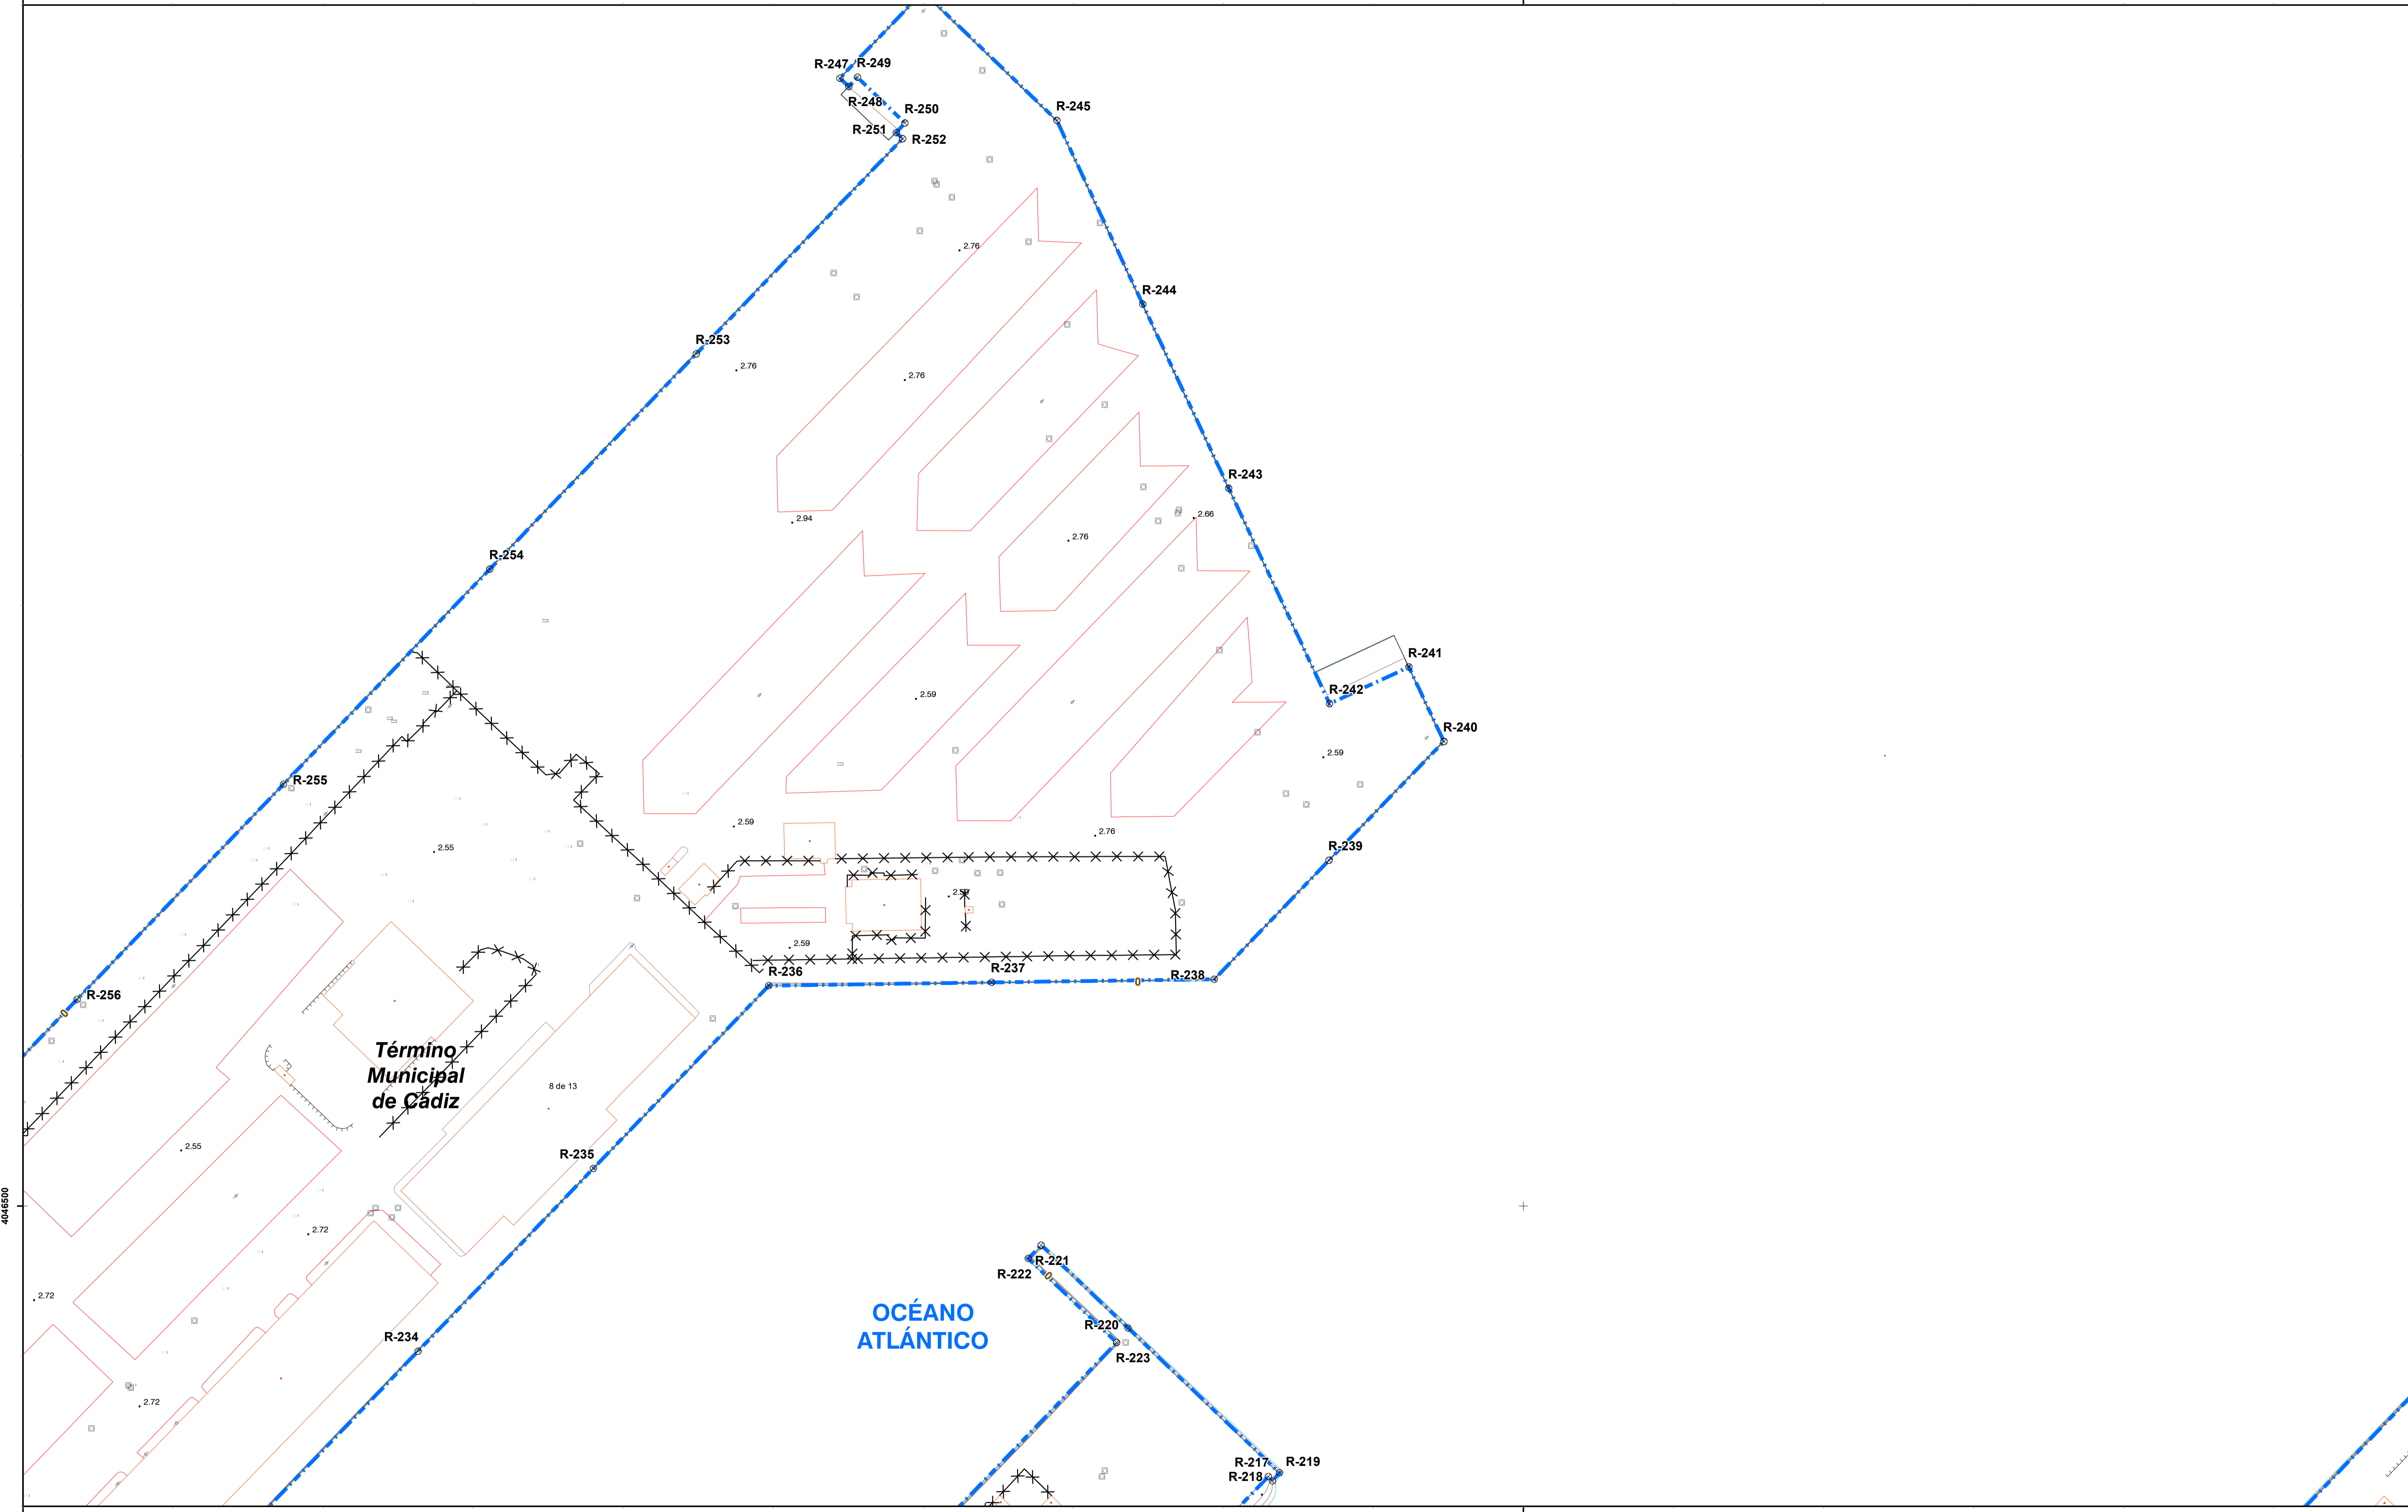 R-247
R-249
R-248
R-250
R-251
R-252
R-245
2.76
R-244
R-253
2.76
2.76
R-243
2.94
2.66
2.76
R-254
R-241
R-242
2.59
R-240
2.59
R-255
2.59
2.76
2.55
R-239
2.59
R-236
R-237
R-238
R-256
Término
Municipal
de Cádiz
8 de 13
2.55
R-235
4046500
2.72
R-221
R-222
2.72
OCÉANO
ATLÁNTICO
R-220
R-234
R-223
2.72
R-217
R-219
R-218